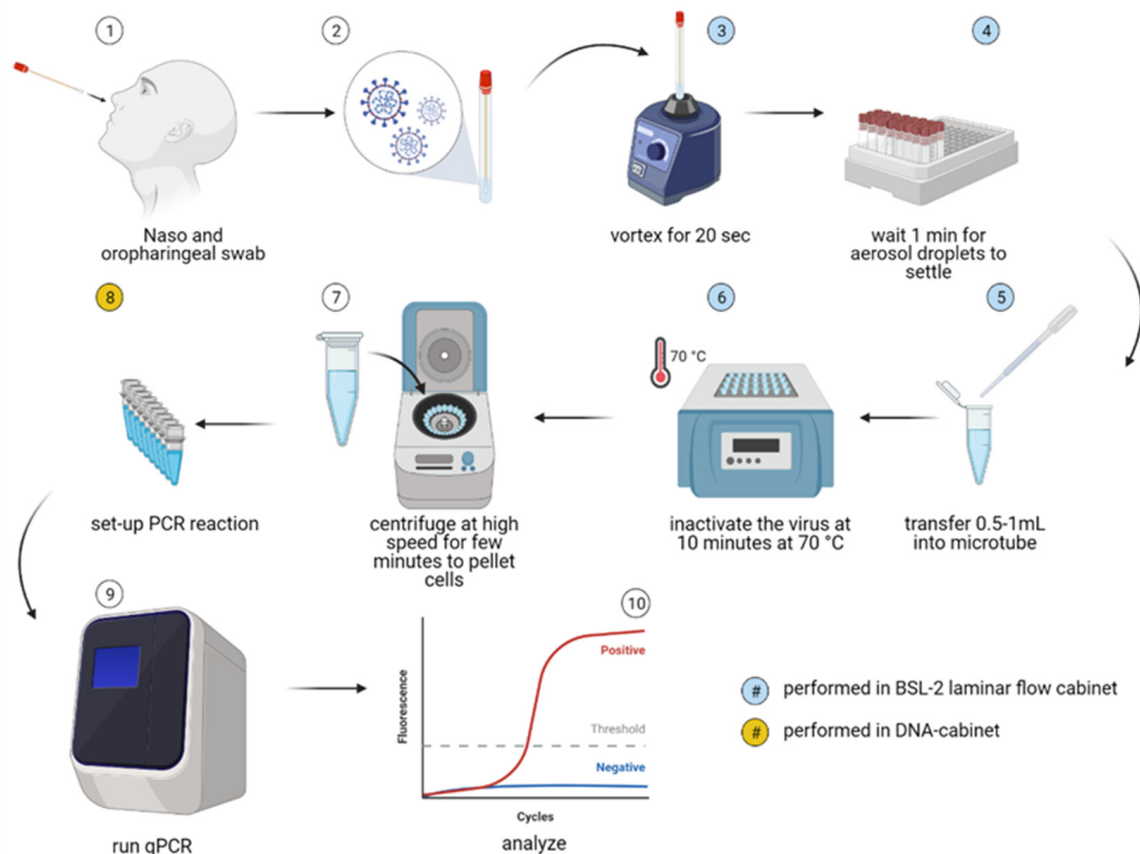 1
2
3
4
Naso and
oropharingeal swab
vortex for 20 sec
wait 1 min for
aerosol droplets to
settle
8
7
6
5
70 °C
set-up PCR reaction
centrifuge at high
speed for few
minutes to pellet
cells
inactivate the virus at
10 minutes at 70 °C
transfer 0.5-1mL
into microtube
9
10
Fluorescence
Positive
Threshold
Negative
Cycles
run qPCR
analyze
# performed in BSL-2 laminar flow cabinet
# performed in DNA-cabinet